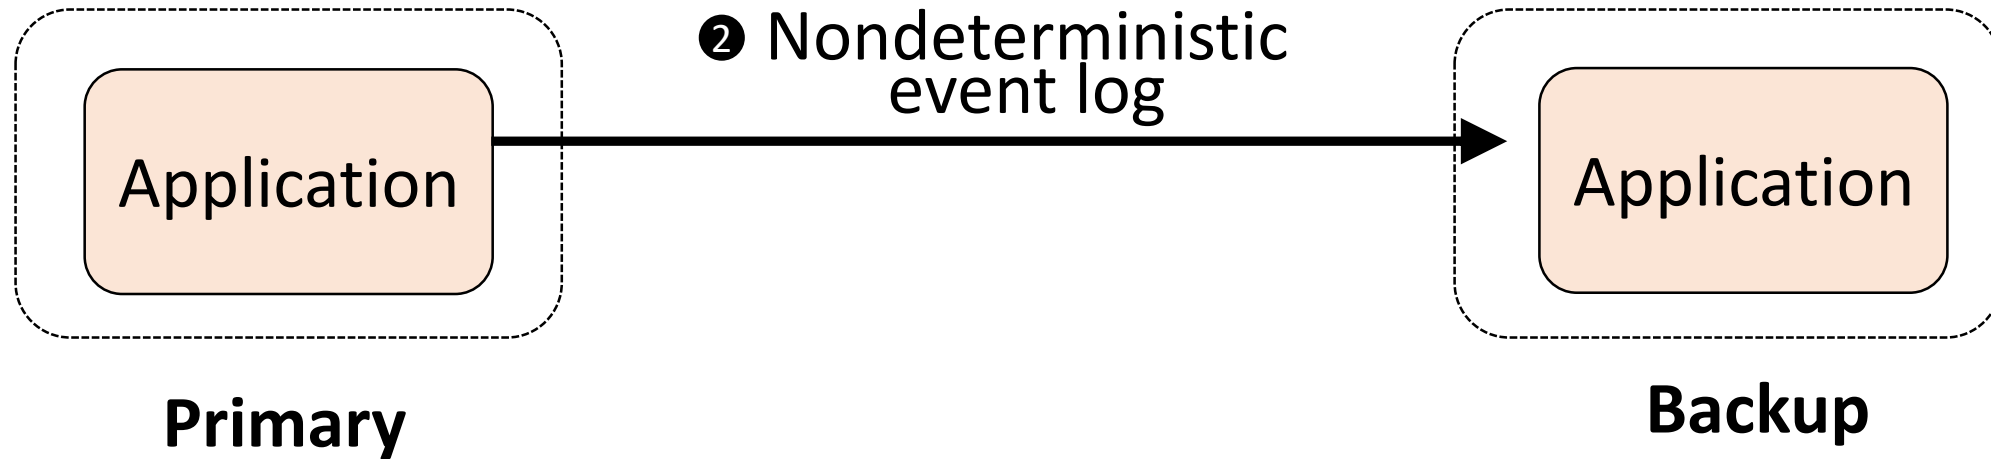 ❷ Nondeterministic
event log
Application
Application
Primary
Backup